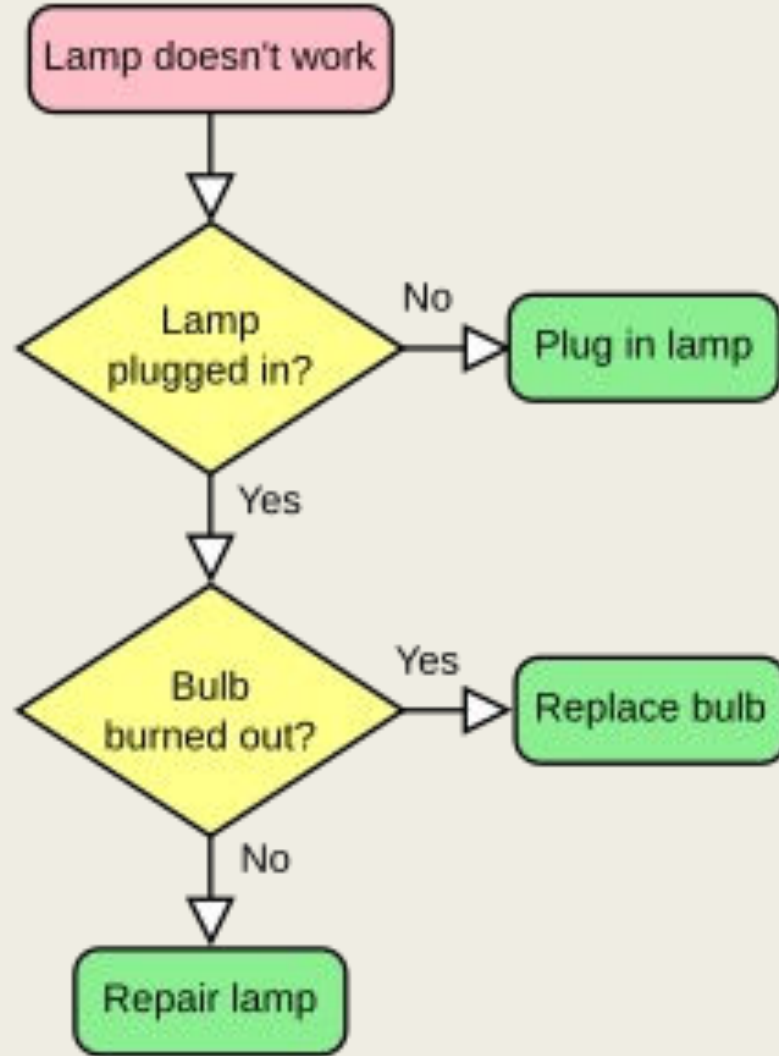 Lamp doesn't work
Lamp
plugged in?
No
Plug in lamp
Yes
Bulb
burned out?
Yes
Replace bulb
No
Repair lamp